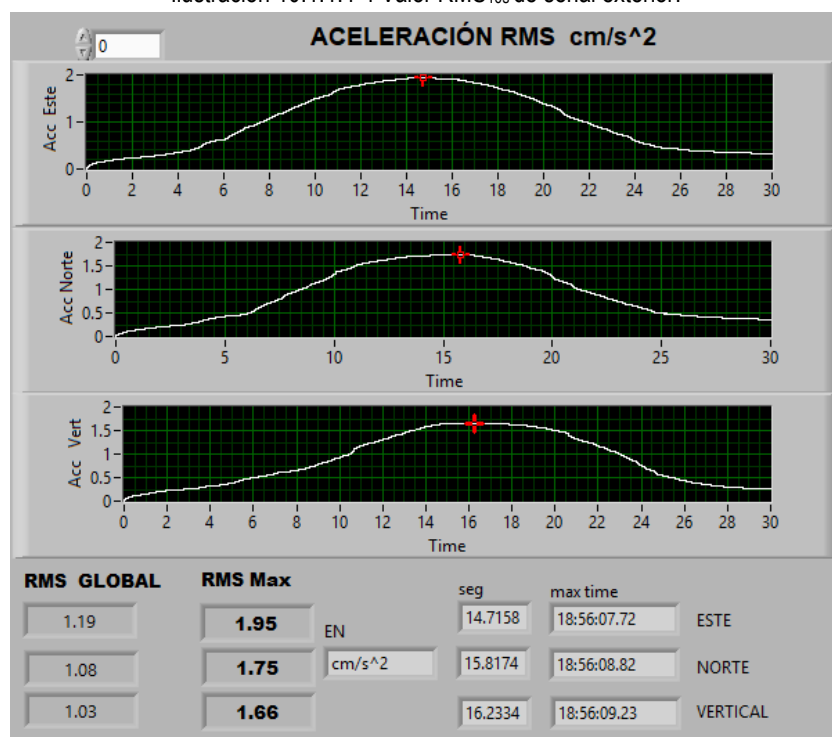 Valor RMS
de señal exterior.
0
ACELERACIÓN RMS cm/s^2
Acc Este
2
1
0
0 2 4 6 8 10 12 14 16 18 20 22 24 26 28 30
Time
Acc Norte
2
1.5
1
0.5
0
0 5 10 15 20 25 30
Time
Acc Vert
2
1.5
1
0.5
0
0 2 4 6 8 10 12 14 16 18 20 22 24 26 28 30
Time
RMS GLOBAL RMS Max seg max time
1.19 1.95 14.7158 18:56:07.72 ESTE
EN
1.08 1.75 cm/s^2 15.8174 18:56:08.82 NORTE
1.03 1.66 16.2334 18:56:09.23 VERTICAL